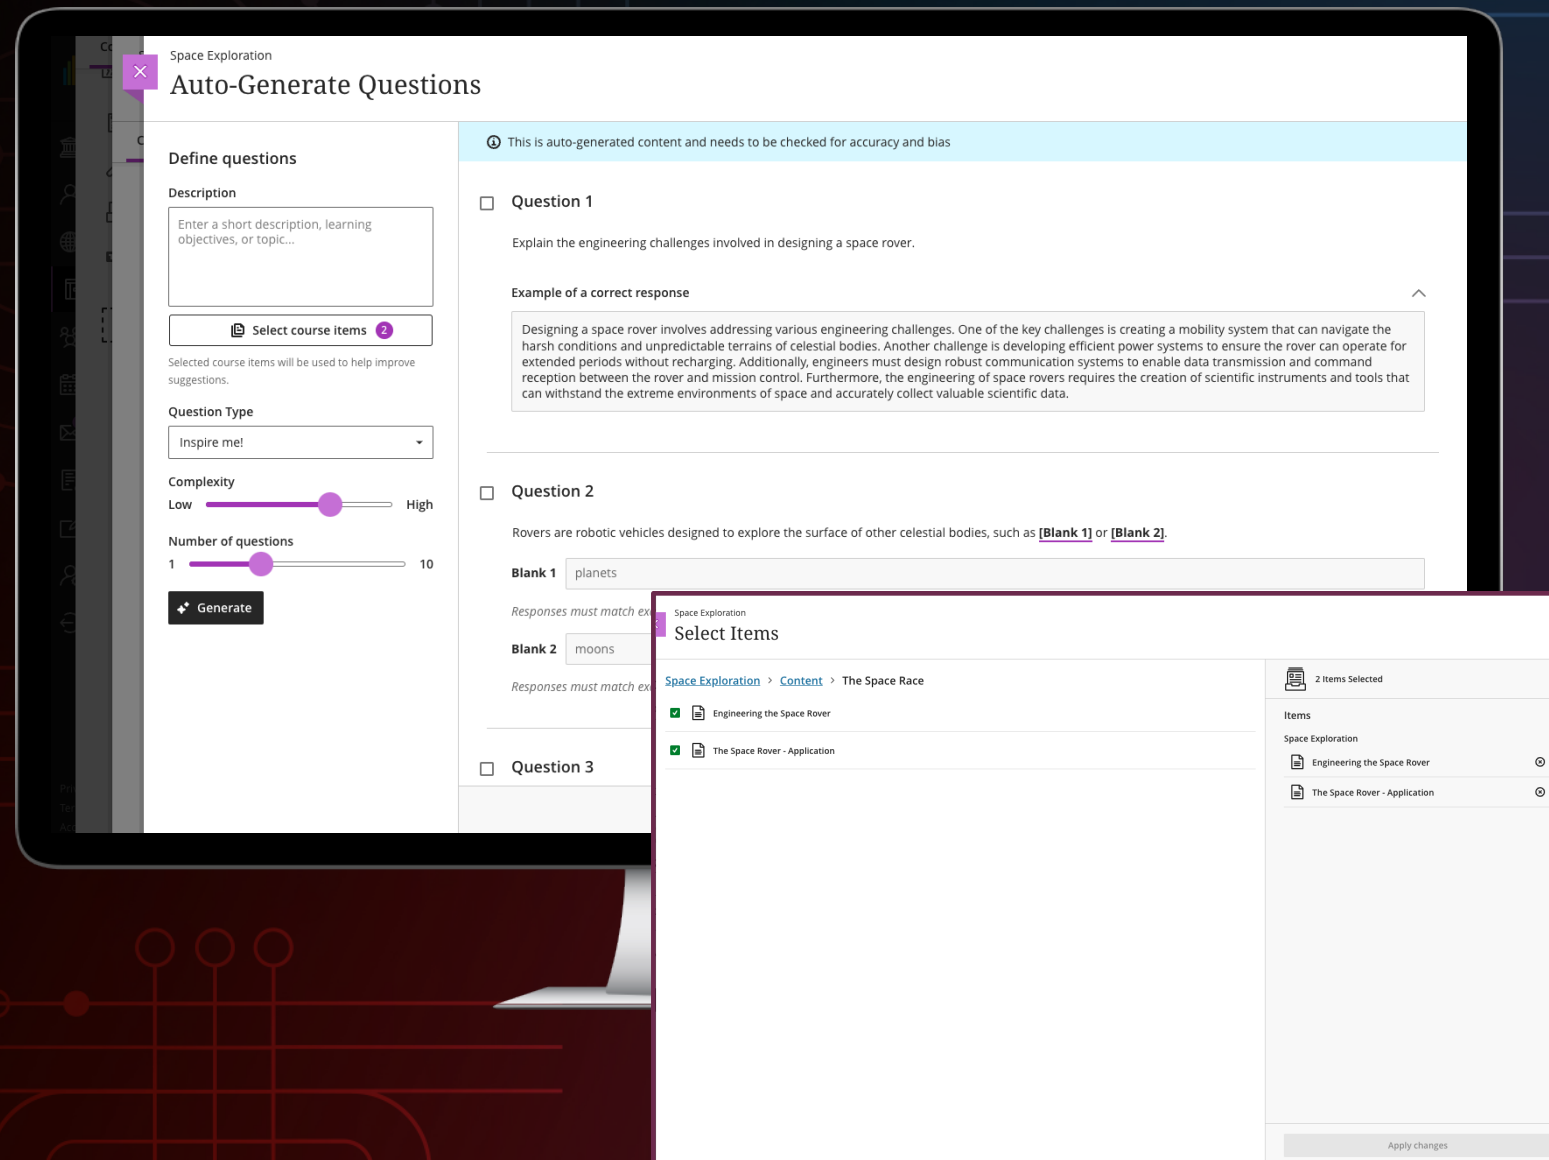 Space Exploration
Auto-Generate Questions
Define questions
Description
Enter a short description, learning
objectives, or topic...
Select course items 2
Selected course items will be used to help improve
suggestions.
Question Type
Inspire me!
Complexity
Low High
Number of questions
1 10
Generate
This is auto-generated content and needs to be checked for accuracy and bias
Question 1
Explain the engineering challenges involved in designing a space rover.
Example of a correct response
Designing a space rover involves addressing various engineering challenges. One of the key challenges is creating a mobility system that can navigate the
harsh conditions and unpredictable terrains of celestial bodies. Another challenge is developing efficient power systems to ensure the rover can operate for
extended periods without recharging. Additionally, engineers must design robust communication systems to enable data transmission and command
reception between the rover and mission control. Furthermore, the engineering of space rovers requires the creation of scientific instruments and tools that
can withstand the extreme environments of space and accurately collect valuable scientific data.
Question 2
Rovers are robotic vehicles designed to explore the surface of other celestial bodies, such as [Blank 1] or [Blank 2].
Blank 1 planets
Responses must match
Blank 2 moons
Responses must match
Question 3
Space Exploration
Select Items
Space Exploration > Content > The Space Race
Engineering the Space Rover
The Space Rover - Application
2 Items Selected
Items
Space Exploration
Engineering the Space Rover
The Space Rover - Application
Apply changes